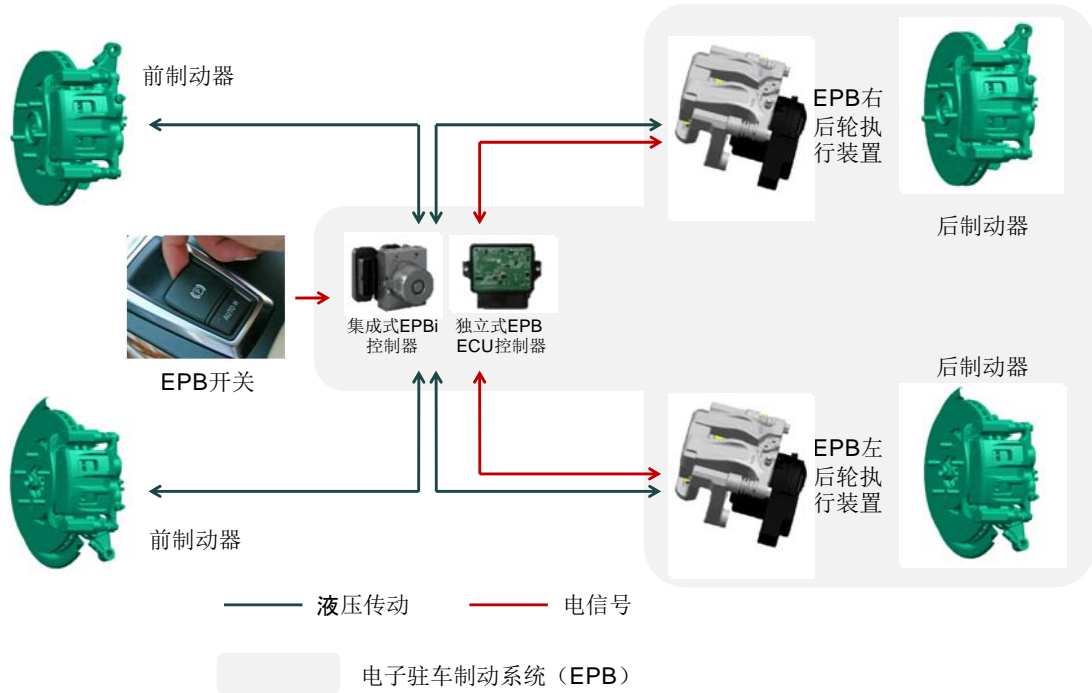 前制动器
EPB右
后轮执
行装置
后制动器
AUTO H
集成式EPBi
控制器
独立式EPB
ECU控制器
EPB开关
后制动器
EPB左
后轮执
行装置
前制动器
液压传动
电信号
电子驻车制动系统（EPB）